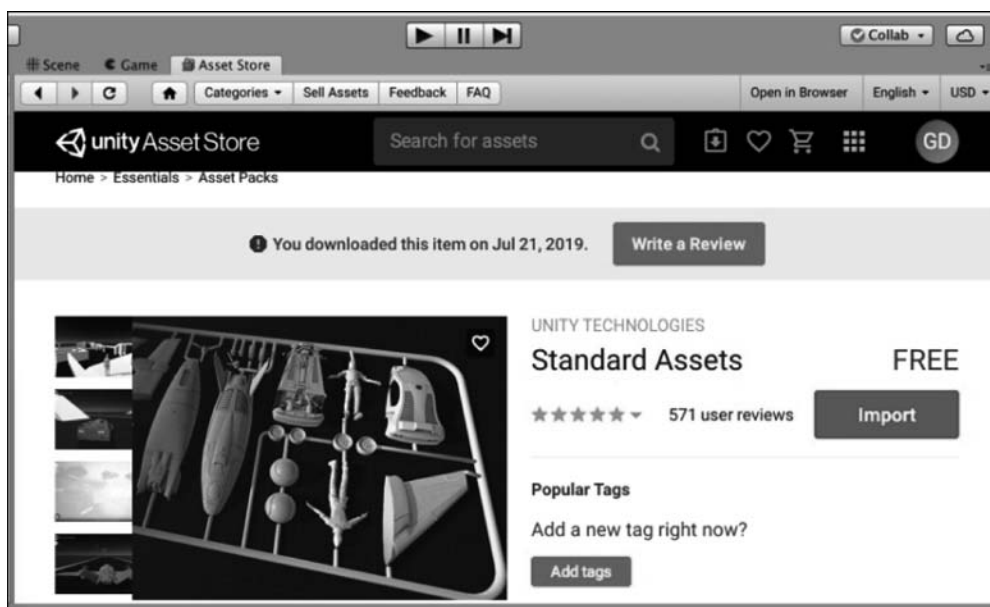 Collab
Scene Game Asset Store
Categories Sell Assets Feedback FAQ Open in Browser English USD
unity Asset Store Search for assets GD
Home > Essentials > Asset Packs
You downloaded this item on Jul 21, 2019. Write a Review
UNITY TECHNOLOGIES
Standard Assets FREE
571 user reviews Import
Popular Tags
Add a new tag right now?
Add tags